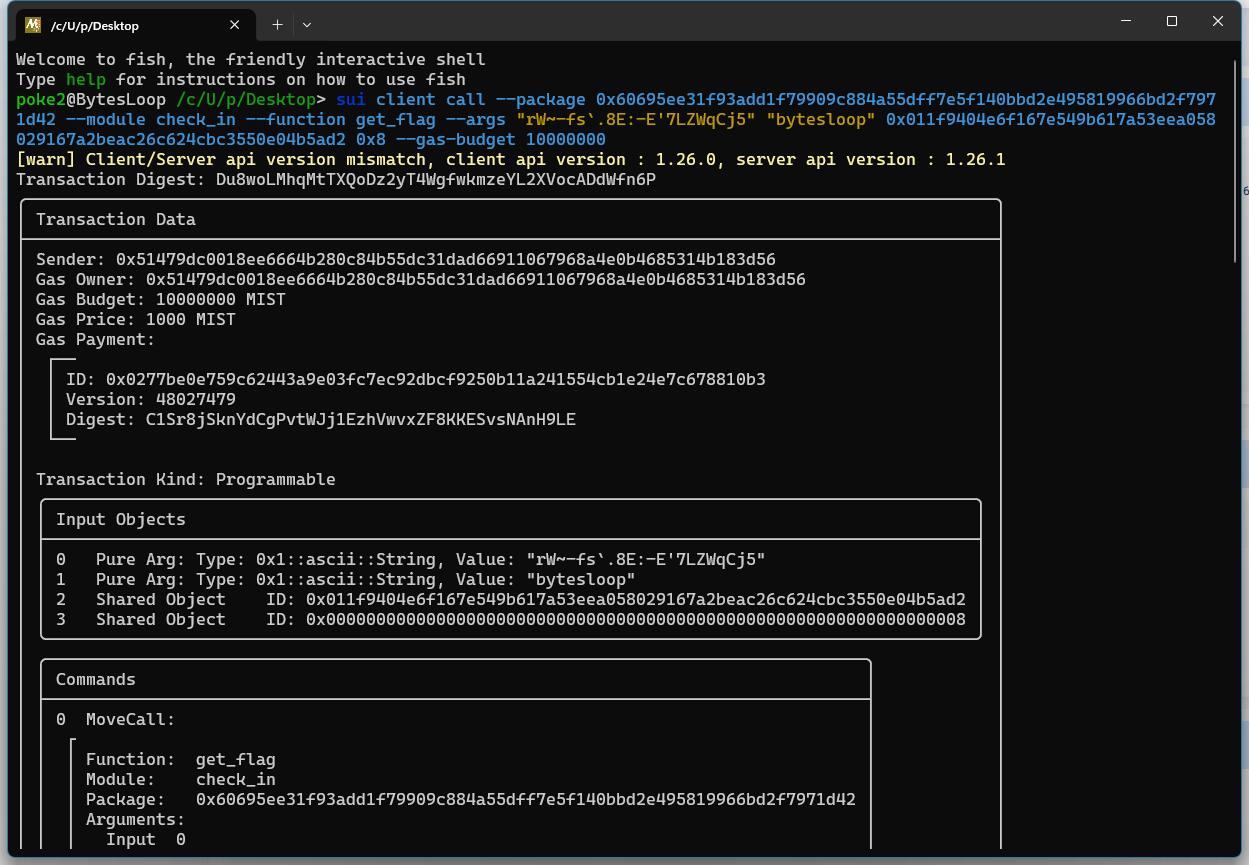 /c/U/p/Desktop
Welcome to fish, the friendly interactive shell
Type help for instructions on how to use fish
poke2@BytesLoop /c/U/p/Desktop> sui client call --package 0x60695ee31f93add1f79909c884a55dff7e5f140bbd2e495819966bd2f797
1d42 --module check_in --function get_flag --args "rW~-fs`.8E:-E'7LZWqCj5" "bytesloop" 0x011f9404e6f167e549b617a53eea058
029167a2beac26c624cbc3550e04b5ad2 0x8 --gas-budget 10000000
[warn] Client/Server api version mismatch, client api version : 1.26.0, server api version : 1.26.1
Transaction Digest: Du8woLMhqMtTXQoDz2yT4WgfwkmzeYL2XVocADdWfn6P
Transaction Data
Sender: 0x51479dc0018ee6664b280c84b55dc31dad66911067968a4e0b4685314b183d56
Gas Owner: 0x51479dc0018ee6664b280c84b55dc31dad66911067968a4e0b4685314b183d56
Gas Budget: 10000000 MIST
Gas Price: 1000 MIST
Gas Payment:
ID: 0x0277be0e759c62443a9e03fc7ec92dbcf9250b11a241554cb1e24e7c678810b3
Version: 48027479
Digest: C1Sr8jSknYdCgPvtWJj1EzhVwvxZF8KKESvsNAnH9LE
Transaction Kind: Programmable
Input Objects
0 Pure Arg: Type: 0x1::ascii::String, Value: "rW~-fs`.8E:-E'7LZWqCj5"
1 Pure Arg: Type: 0x1::ascii::String, Value: "bytesloop"
2 Shared Object ID: 0x011f9404e6f167e549b617a53eea058029167a2beac26c624cbc3550e04b5ad2
3 Shared Object ID: 0x0000000000000000000000000000000000000000000000000000000000000008
Commands
0 MoveCall:
Function: get_flag
Module: check_in
Package: 0x60695ee31f93add1f79909c884a55dff7e5f140bbd2e495819966bd2f7971d42
Arguments:
Input 0